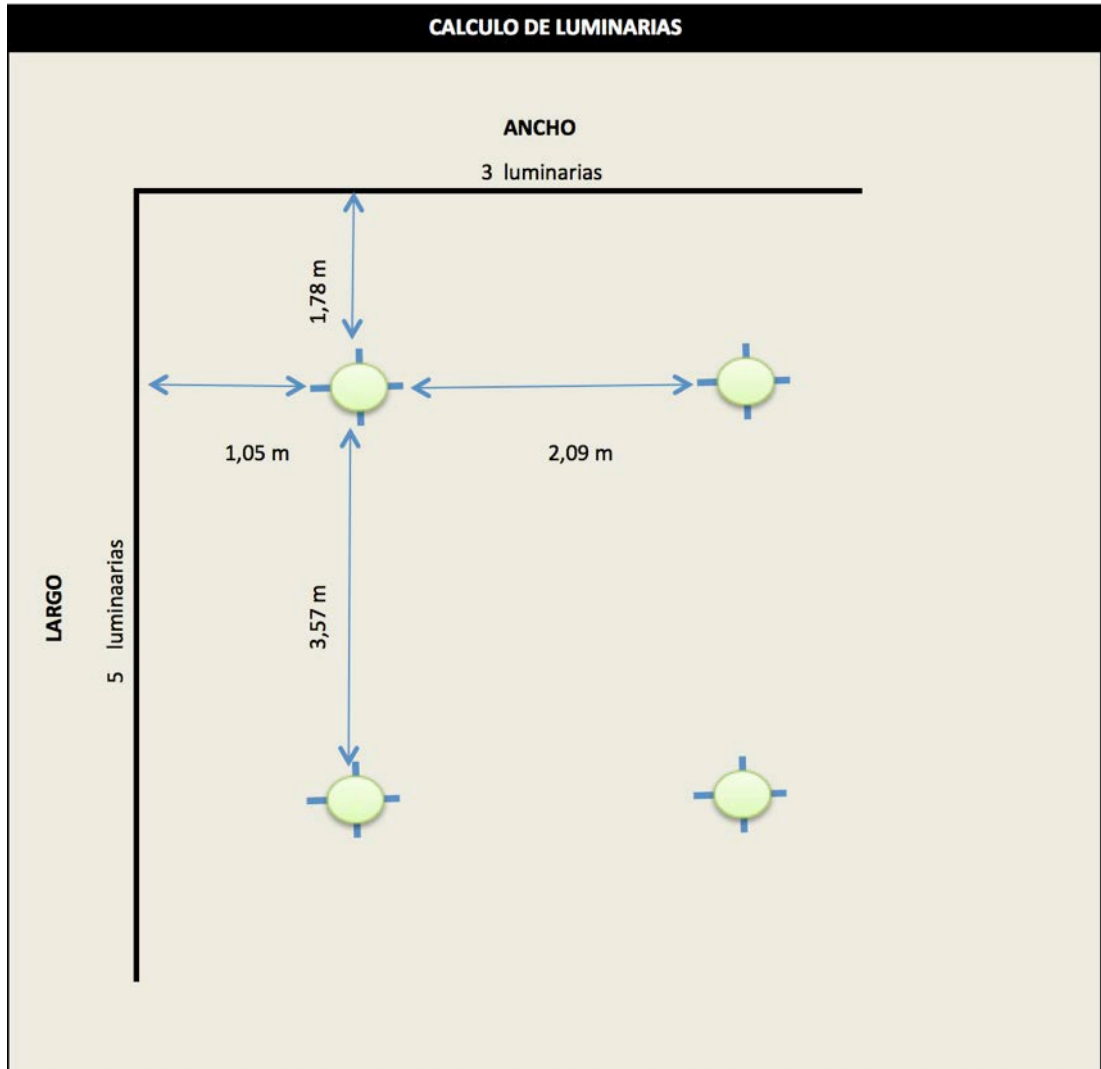 CALCULO DE LUMINARIAS
ANCHO
3 luminarias
1,78 m
1,05 m
2,09 m
LARGO
5 luminaarias
3,57 m